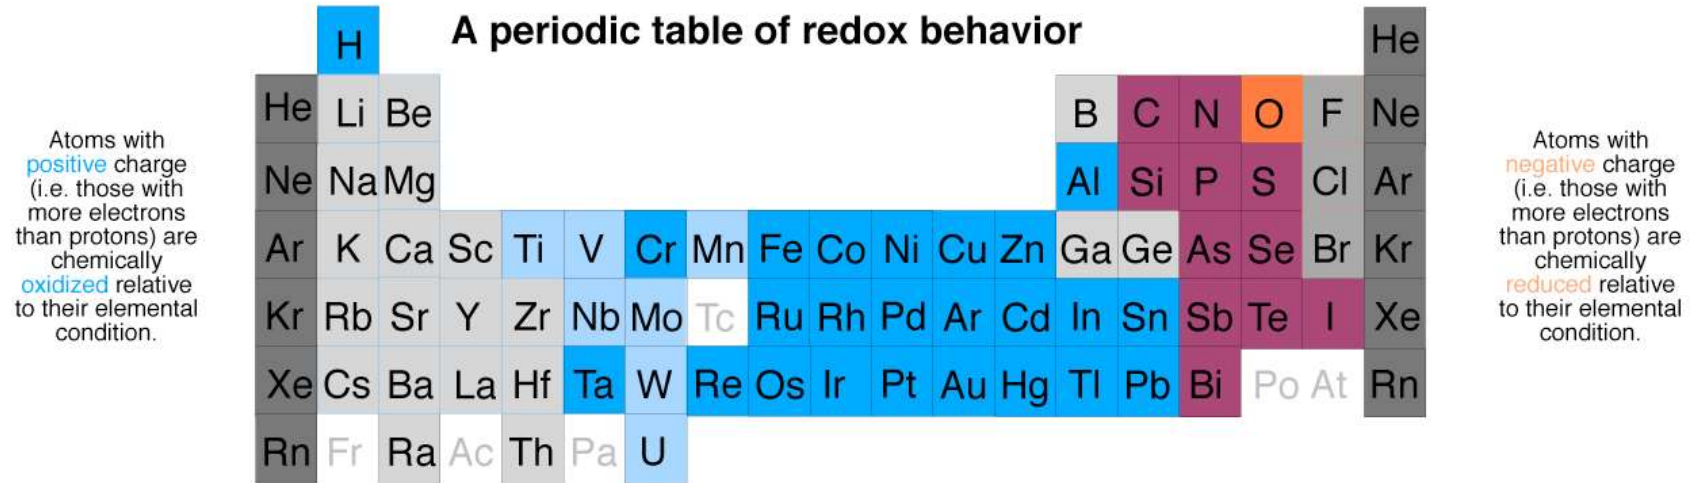 A periodic table of redox behavior
H He
He Li Be B C N O F Ne
Ne Na Mg Al Si P S Cl Ar
Ar K Ca Sc Ti V Cr Mn Fe Co Ni Cu Zn Ga Ge As Se Br Kr
Kr Rb Sr Y Zr Nb Mo Tc Ru Rh Pd Ar Cd In Sn Sb Te I Xe
Xe Cs Ba La Hf Ta W Re Os Ir Pt Au Hg Tl Pb Bi Po At Rn
Rn Fr Ra Ac Th Pa U
Atoms with
positive charge
(i.e. those with
more electrons
than protons) are
chemically
oxidized relative
to their elemental
condition.
Atoms with
negative charge
(i.e. those with
more electrons
than protons) are
chemically
reduced relative
to their elemental
condition.